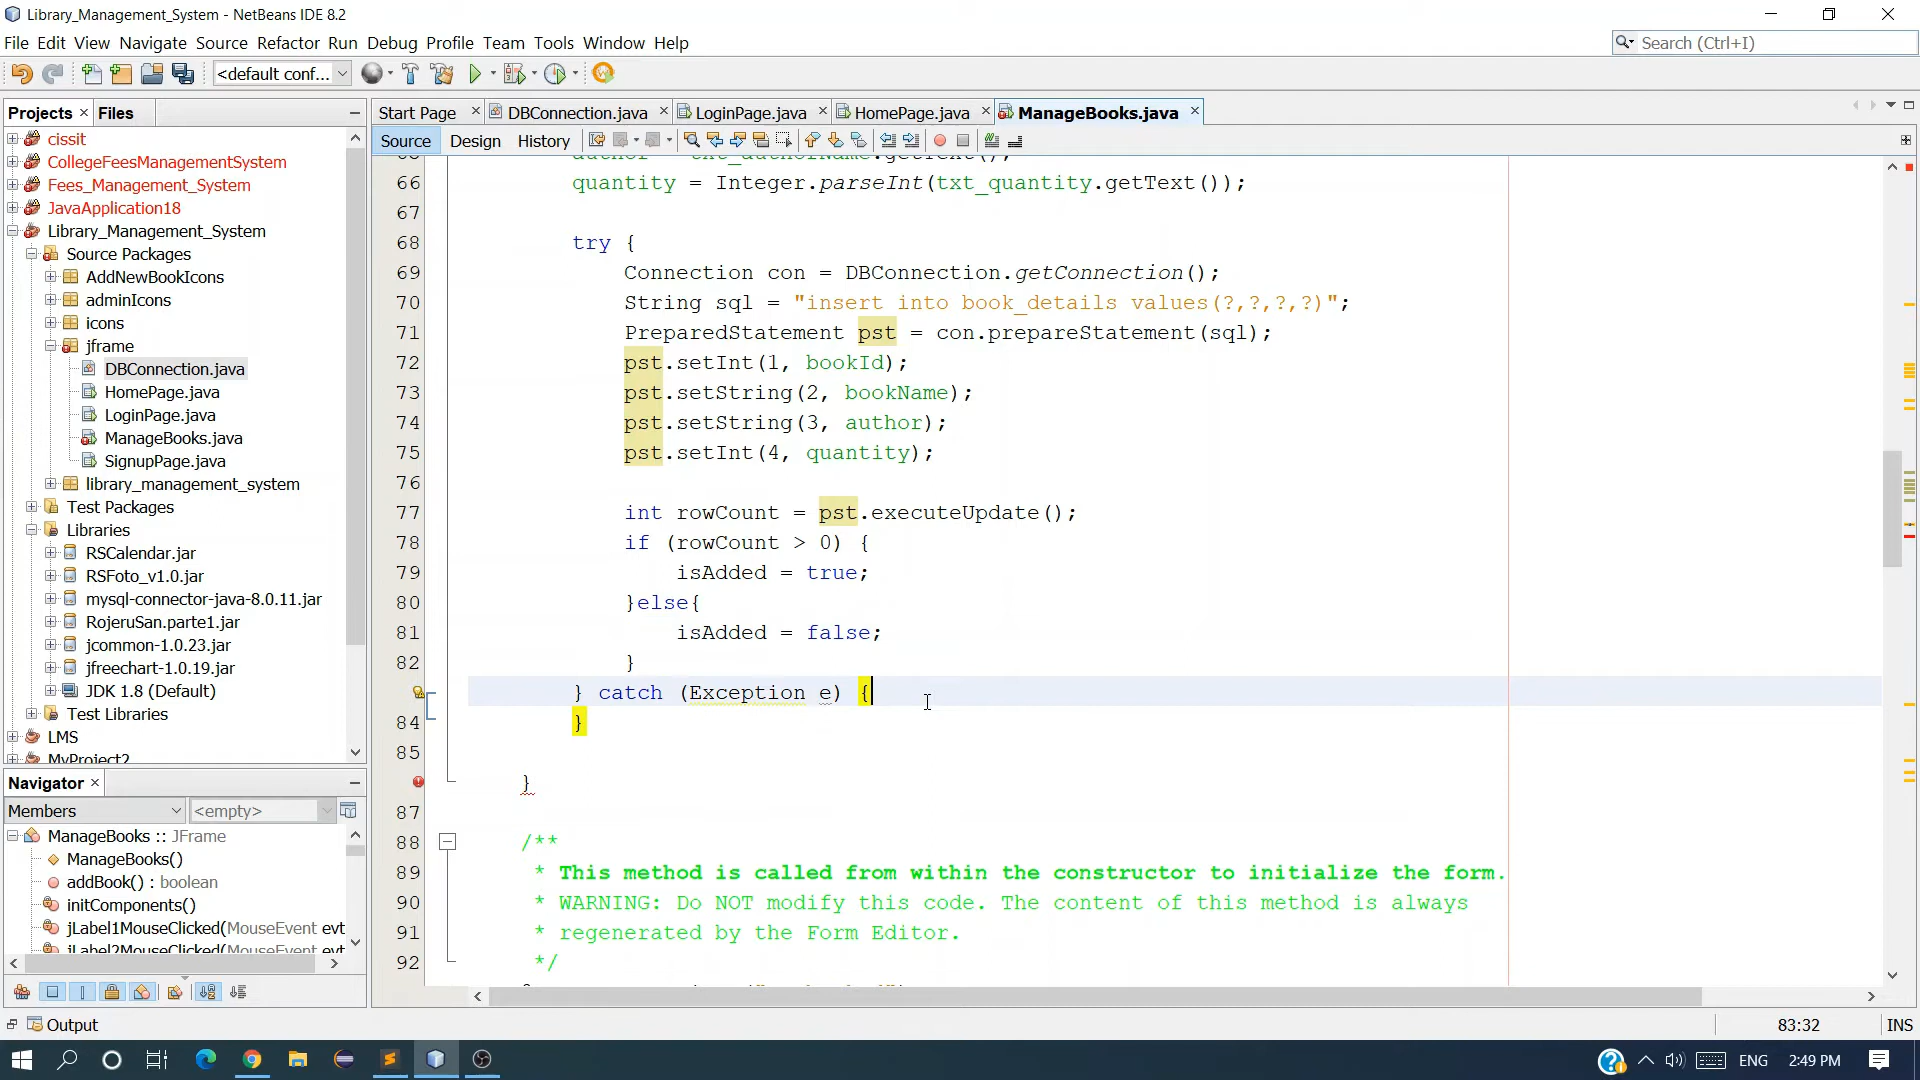 Library_Management_System - NetBeans IDE 8.2
File Edit View Navigate Source Refactor Run Debug Profile Team Tools Window Help
Search (Ctrl+I)
<default conf...
Projects Files
Start Page DBConnection.java LoginPage.java HomePage.java ManageBooks.java
Source Design History
cissit
CollegeFeesManagementSystem
Fees_Management_System
JavaApplication18
Library_Management_System
Source Packages
AddNewBookIcons
adminIcons
icons
jframe
DBConnection.java
HomePage.java
LoginPage.java
ManageBooks.java
SignupPage.java
library_management_system
Test Packages
Libraries
RSCalendar.jar
RSFoto_v1.0.jar
mysql-connector-java-8.0.11.jar
RojeruSan.parte1.jar
jcommon-1.0.23.jar
jfreechart-1.0.19.jar
JDK 1.8 (Default)
Test Libraries
LMS
MyProject2
Navigator
Members <empty>
ManageBooks :: JFrame
ManageBooks()
addBook() : boolean
initComponents()
jLabel1MouseClicked(MouseEvent evt
jLabel2MouseClicked(MouseEvent evt
author = txt_authorName.getText();
66 quantity = Integer.parseInt(txt_quantity.getText());
67
68 try {
69 Connection con = DBConnection.getConnection();
70 String sql = "insert into book_details values(?,?,?,?)";
71 PreparedStatement pst = con.prepareStatement(sql);
72 pst.setInt(1, bookId);
73 pst.setString(2, bookName);
74 pst.setString(3, author);
75 pst.setInt(4, quantity);
76
77 int rowCount = pst.executeUpdate();
78 if (rowCount > 0) {
79 isAdded = true;
80 }else{
81 isAdded = false;
82 }
} catch (Exception e) {
84 }
85
}
87
88 /**
89 * This method is called from within the constructor to initialize the form.
90 * WARNING: Do NOT modify this code. The content of this method is always
91 * regenerated by the Form Editor.
92 */
Output
83:32 INS
ENG 2:49 PM